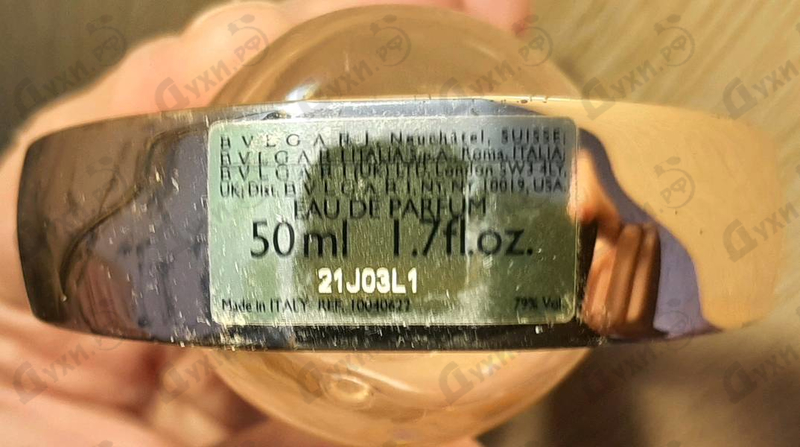 BVLGARI Neuchâtel, SUISSE,
BVLGARI ITALIA S.p.A., Roma, ITALIA,
BVLGARI (UK) LTD, London SW3 4LY,
UK; Dist. BVLGARI, NY, NY 10019, USA.
EAU DE PARFUM
50ml 1.7fl.oz.
21J03L1
Made in ITALY. REF. 10040622 79% Vol.
Духи.РФ